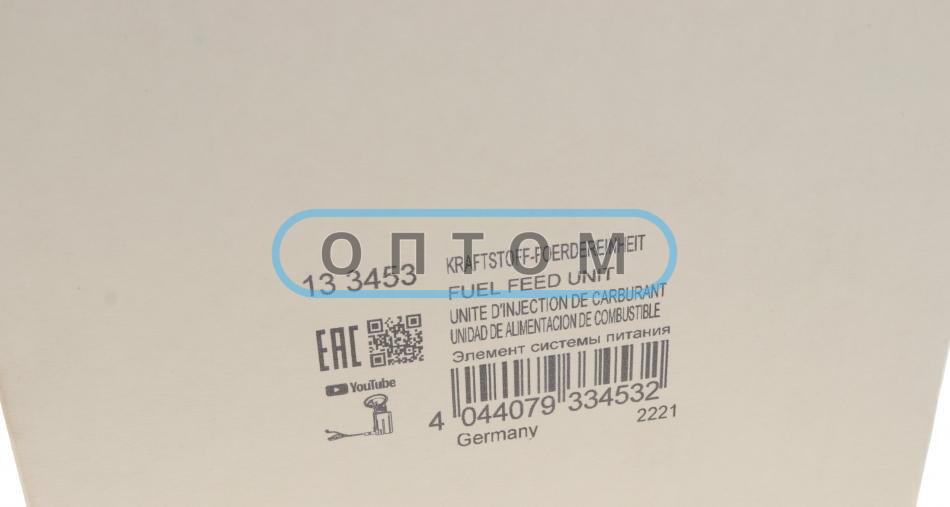 ОПТОМ
13 3453
KRAFTSTOFF-FOERDEREINHEIT
FUEL FEED UNIT
UNITE D'INJECTION DE CARBURANT
UNIDAD DE ALIMENTACION DE COMBUSTIBLE
Элемент системы питания
EAC
YouTube
4 044079 334532
Germany
2221